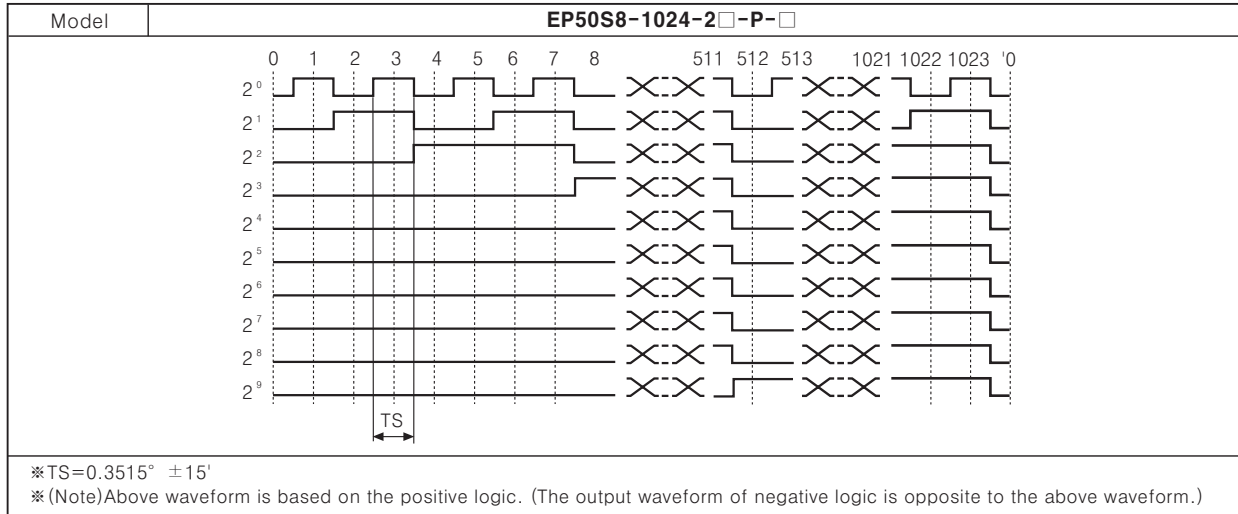 Model EP50S8-1024-2□-P-□
0 1 2 3 4 5 6 7 8 511 512 513 1021 1022 1023 '0
2⁰
2¹
2²
2³
2⁴
2⁵
2⁶
2⁷
2⁸
2⁹
TS
※TS=0.3515° ±15'
※(Note)Above waveform is based on the positive logic. (The output waveform of negative logic is opposite to the above waveform.)